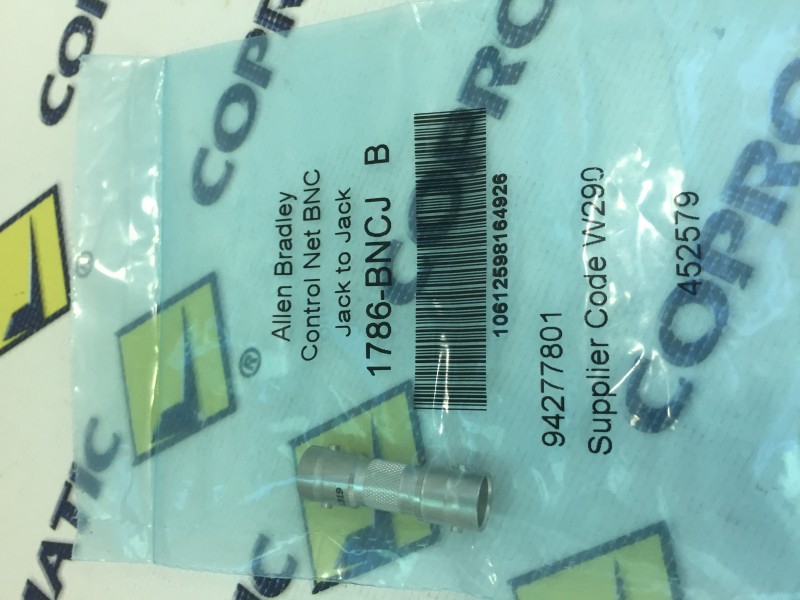 Allen Bradley
Control Net BNC
Jack to Jack
1786-BNCJ B
10612598164926
94277801
Supplier Code W290
452579
COPRO
COPRO
COPRO
MATIC
®
®